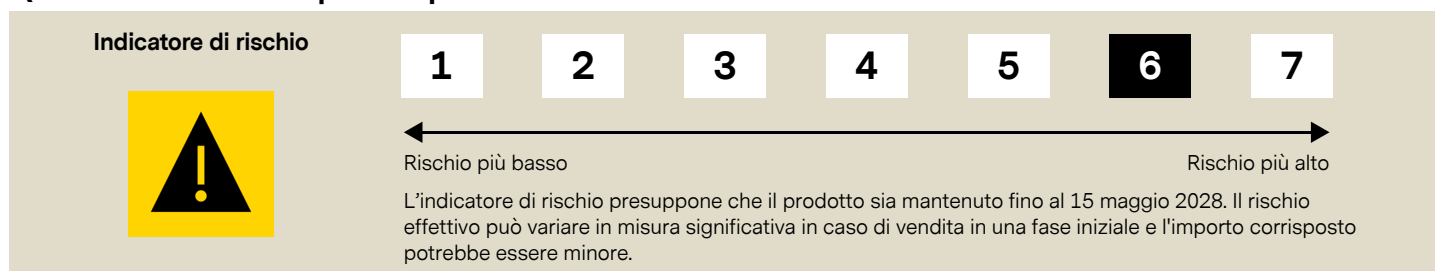 Indicatore di rischio
1 2 3 4 5 6 7
Rischio più basso Rischio più alto
L'indicatore di rischio presuppone che il prodotto sia mantenuto fino al 15 maggio 2028. Il rischio
effettivo può variare in misura significativa in caso di vendita in una fase iniziale e l'importo corrisposto
potrebbe essere minore.